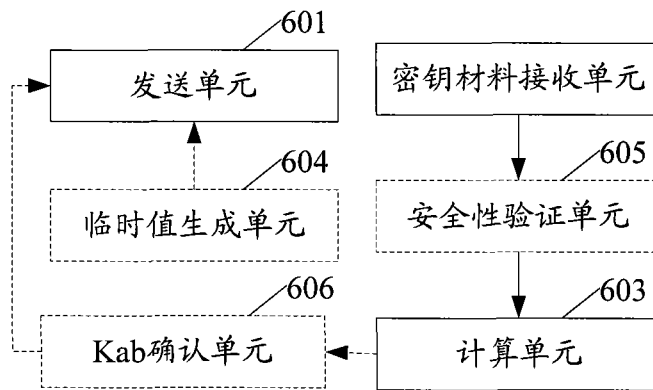 601
发送单元
密钥材料接收单元
604
605
临时值生成单元
安全性验证单元
606
603
Kab确认单元
计算单元